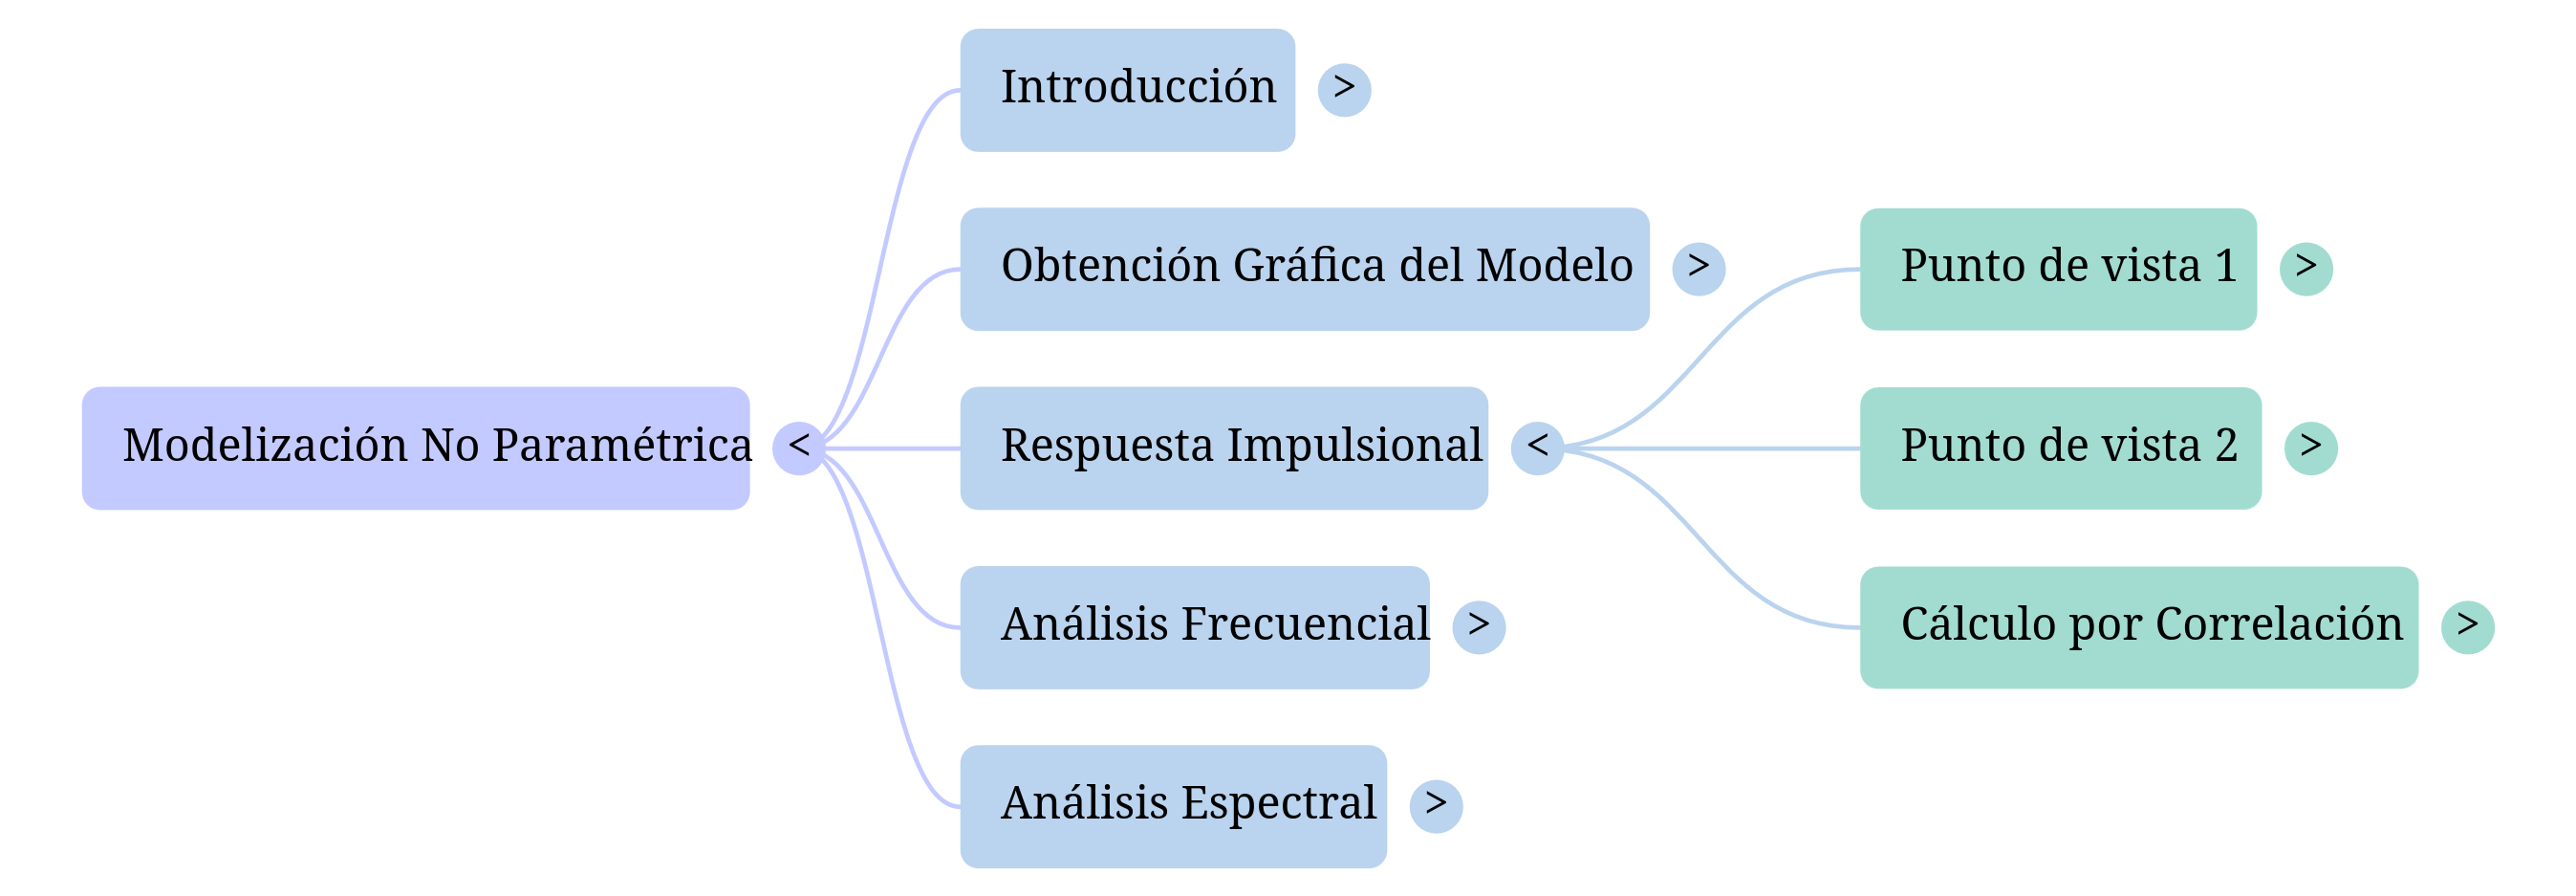 Modelización No Paramétrica <
Introducción >
Obtención Gráfica del Modelo >
Respuesta Impulsional <
Análisis Frecuencial >
Análisis Espectral >
Punto de vista 1 >
Punto de vista 2 >
Cálculo por Correlación >